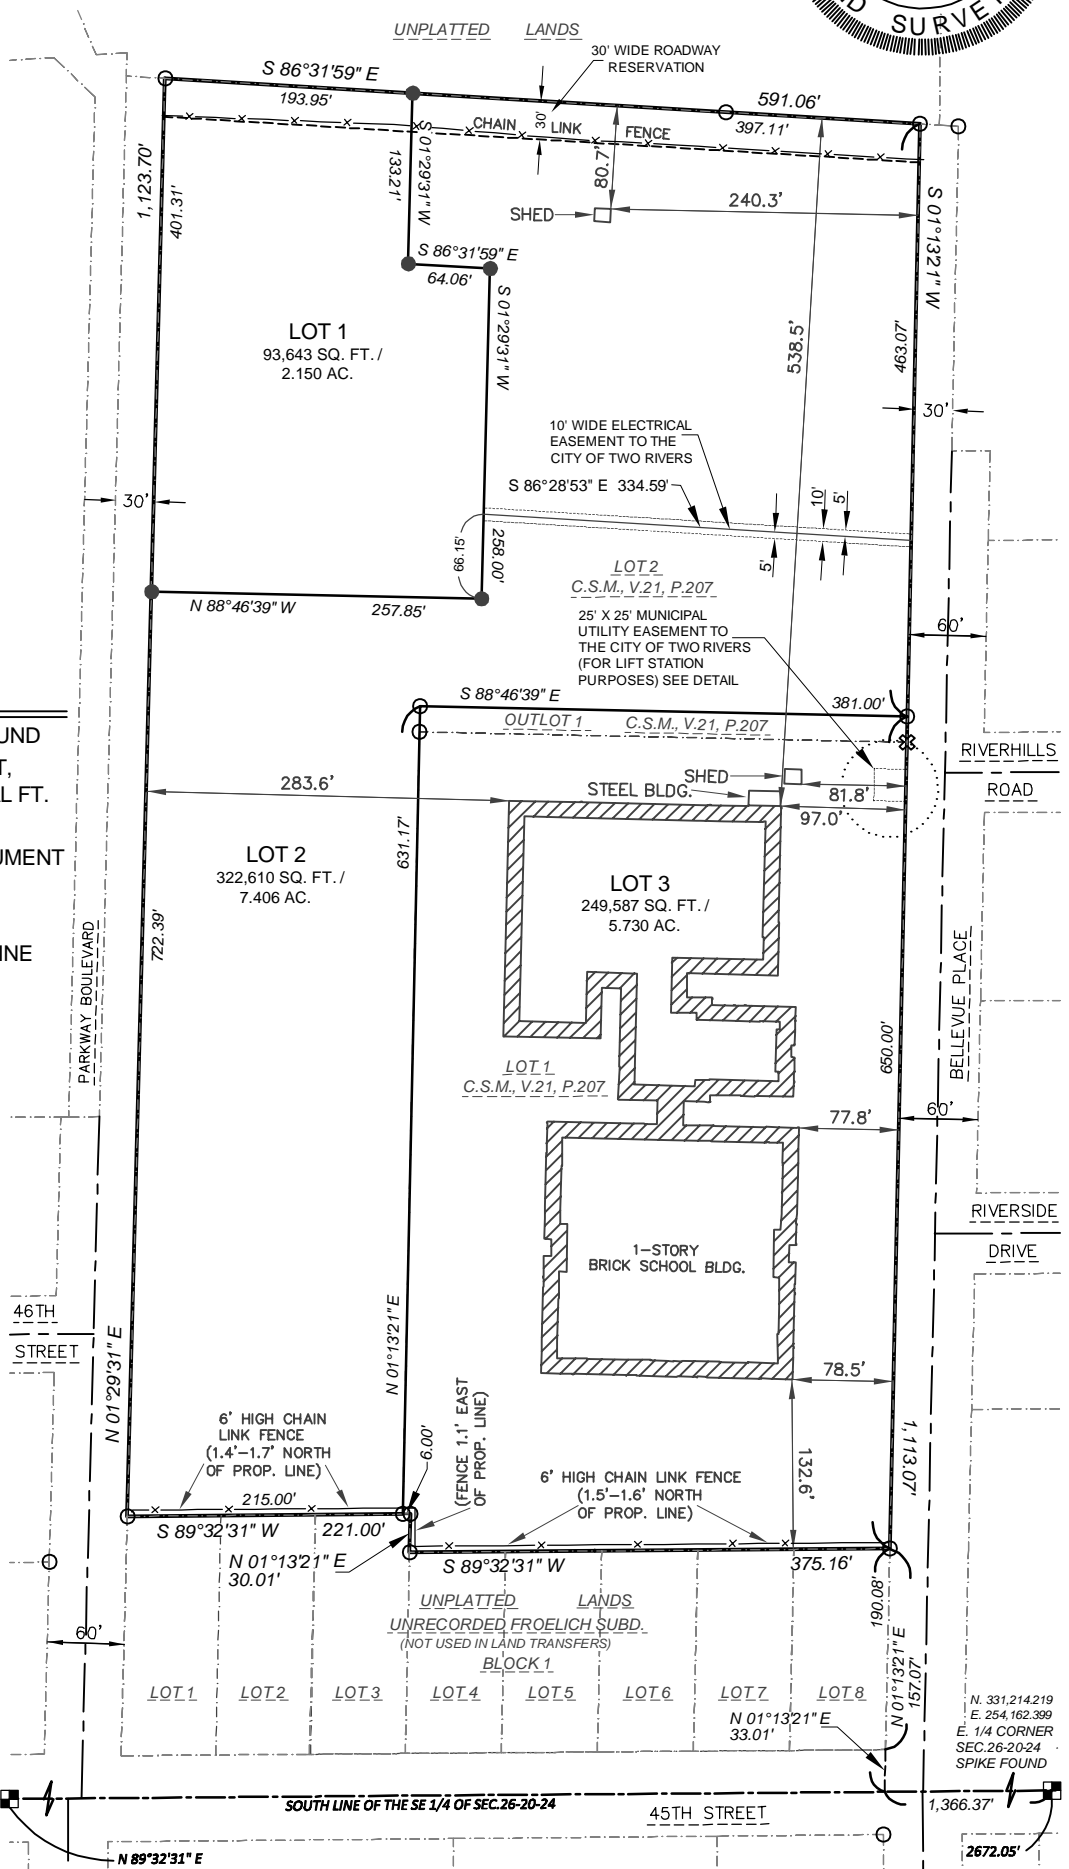 D SURVE
UNPLATTED LANDS
30' WIDE ROADWAY
RESERVATION
S 86°31'59" E
193.95'
591.06'
397.11'
CHAIN LINK FENCE
30'
80.7'
SHED
240.3'
1,123.70'
401.31'
133.21'
S 01°29'31" W
S 86°31'59" E
64.06'
S 01°29'31" W
S 01°13'21" W
463.07'
538.5'
LOT 1
93,643 SQ. FT. /
2.150 AC.
30'
10' WIDE ELECTRICAL
EASEMENT TO THE
CITY OF TWO RIVERS
S 86°28'53" E 334.59'
10'
5'
5'
30'
66.15'
258.00'
LOT 2
C.S.M., V.21, P.207
N 88°46'39" W
257.85'
25' X 25' MUNICIPAL
UTILITY EASEMENT TO
THE CITY OF TWO RIVERS
(FOR LIFT STATION
PURPOSES) SEE DETAIL
60'
S 88°46'39" E
381.00'
OUTLOT 1 C.S.M., V.21, P.207
UND
T,
L FT.
UMENT
INE
RIVERHILLS
ROAD
283.6'
SHED
STEEL BLDG.
81.8'
97.0'
631.17'
LOT 2
322,610 SQ. FT. /
7.406 AC.
LOT 3
249,587 SQ. FT. /
5.730 AC.
722.39'
PARKWAY BOULEVARD
BELLEVUE PLACE
650.00'
LOT 1
C.S.M., V.21, P.207
77.8'
60'
RIVERSIDE
DRIVE
1-STORY
BRICK SCHOOL BLDG.
46TH
STREET
N 01°29'31" E
N 01°13'21" E
78.5'
6' HIGH CHAIN
LINK FENCE
(1.4'-1.7' NORTH
OF PROP. LINE)
6.00'
(FENCE 1.1' EAST
OF PROP. LINE)
6' HIGH CHAIN LINK FENCE
(1.5'-1.6' NORTH
OF PROP. LINE)
132.6'
1,113.07'
215.00'
S 89°32'31" W
221.00'
N 01°13'21" E
30.01'
S 89°32'31" W
375.16'
190.08'
UNPLATTED LANDS
UNRECORDED FROELICH SUBD.
(NOT USED IN LAND TRANSFERS)
BLOCK 1
60'
LOT 1 LOT 2 LOT 3 LOT 4 LOT 5 LOT 6 LOT 7 LOT 8
N 01°13'21" E
157.07'
N 01°13'21" E
33.01'
N. 331,214.219
E. 254,162.399
E. 1/4 CORNER
SEC.26-20-24
SPIKE FOUND
SOUTH LINE OF THE SE 1/4 OF SEC.26-20-24
45TH STREET
1,366.37'
N 89°32'31" E
2672.05'